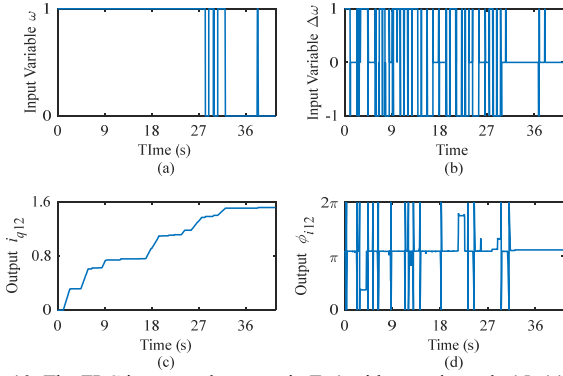 1
0
Input Variable ω
0 9 18 27 36
TIme (s)
(a)
1
0
-1
Input Variable Δω
0 9 18 27 36
Time
(b)
1.6
0.8
0
Output i_q12
0 9 18 27 36
Time (s)
(c)
2π
π
0
Output ϕ_i12
0 9 18 27 36
Time (s)
(d)